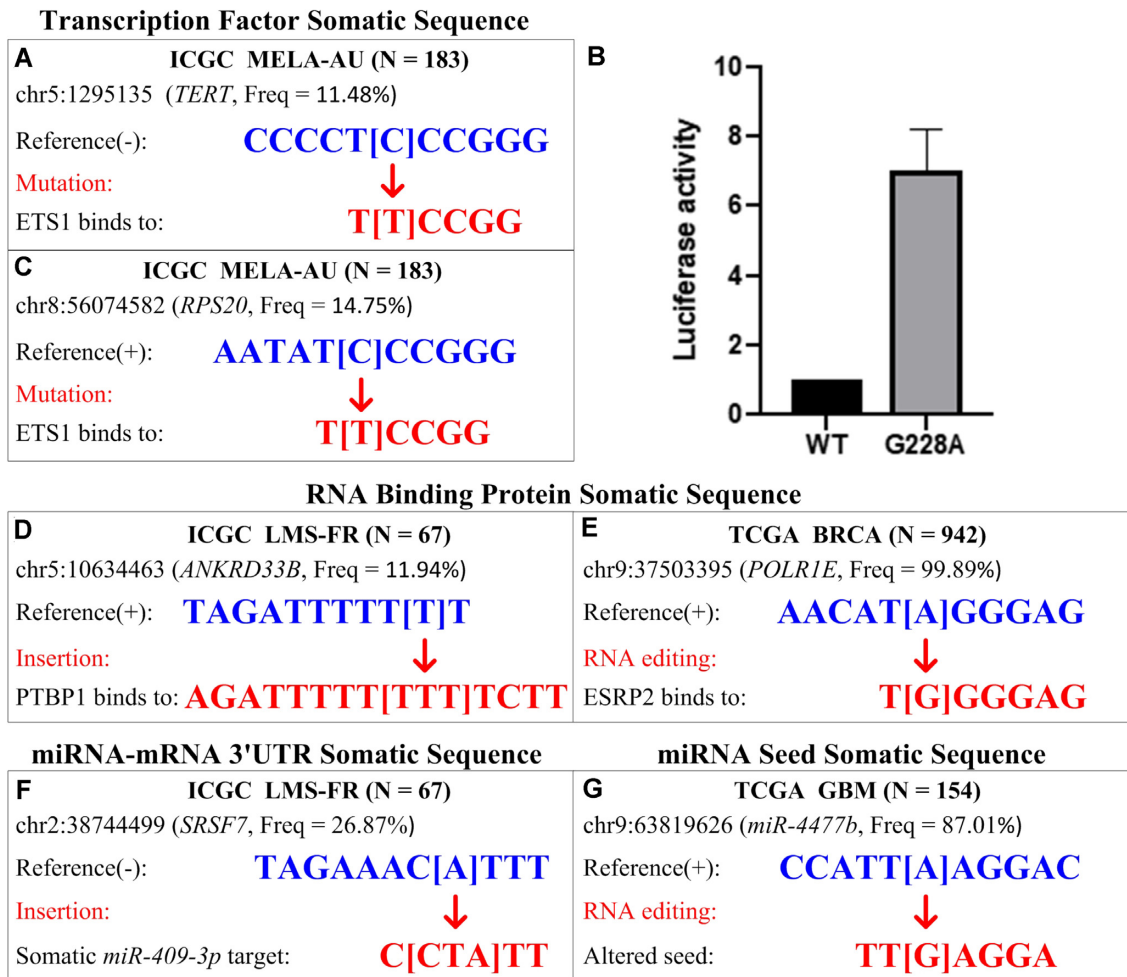 Transcription Factor Somatic Sequence
A
ICGC MELA-AU (N = 183)
chr5:1295135 (TERT, Freq = 11.48%)
Reference(-): CCCCT[C]CCGGG
Mutation:
ETS1 binds to: T[T]CCGG
C
ICGC MELA-AU (N = 183)
chr8:56074582 (RPS20, Freq = 14.75%)
Reference(+): AATAT[C]CCGGG
Mutation:
ETS1 binds to: T[T]CCGG
B
Luciferase activity
10
8
6
4
2
0
WT G228A
RNA Binding Protein Somatic Sequence
D
ICGC LMS-FR (N = 67)
chr5:10634463 (ANKRD33B, Freq = 11.94%)
Reference(+): TAGATTTTT[T]T
Insertion:
PTBP1 binds to: AGATTTTT[TTT]TCTT
E
TCGA BRCA (N = 942)
chr9:37503395 (POLR1E, Freq = 99.89%)
Reference(+): AACAT[A]GGGAG
RNA editing:
ESRP2 binds to: T[G]GGGAG
miRNA-mRNA 3'UTR Somatic Sequence
F
ICGC LMS-FR (N = 67)
chr2:38744499 (SRSF7, Freq = 26.87%)
Reference(-): TAGAAAC[A]TTT
Insertion:
Somatic miR-409-3p target: C[CTA]TT
miRNA Seed Somatic Sequence
G
TCGA GBM (N = 154)
chr9:63819626 (miR-4477b, Freq = 87.01%)
Reference(+): CCATT[A]AGGAC
RNA editing:
Altered seed: TT[G]AGGA